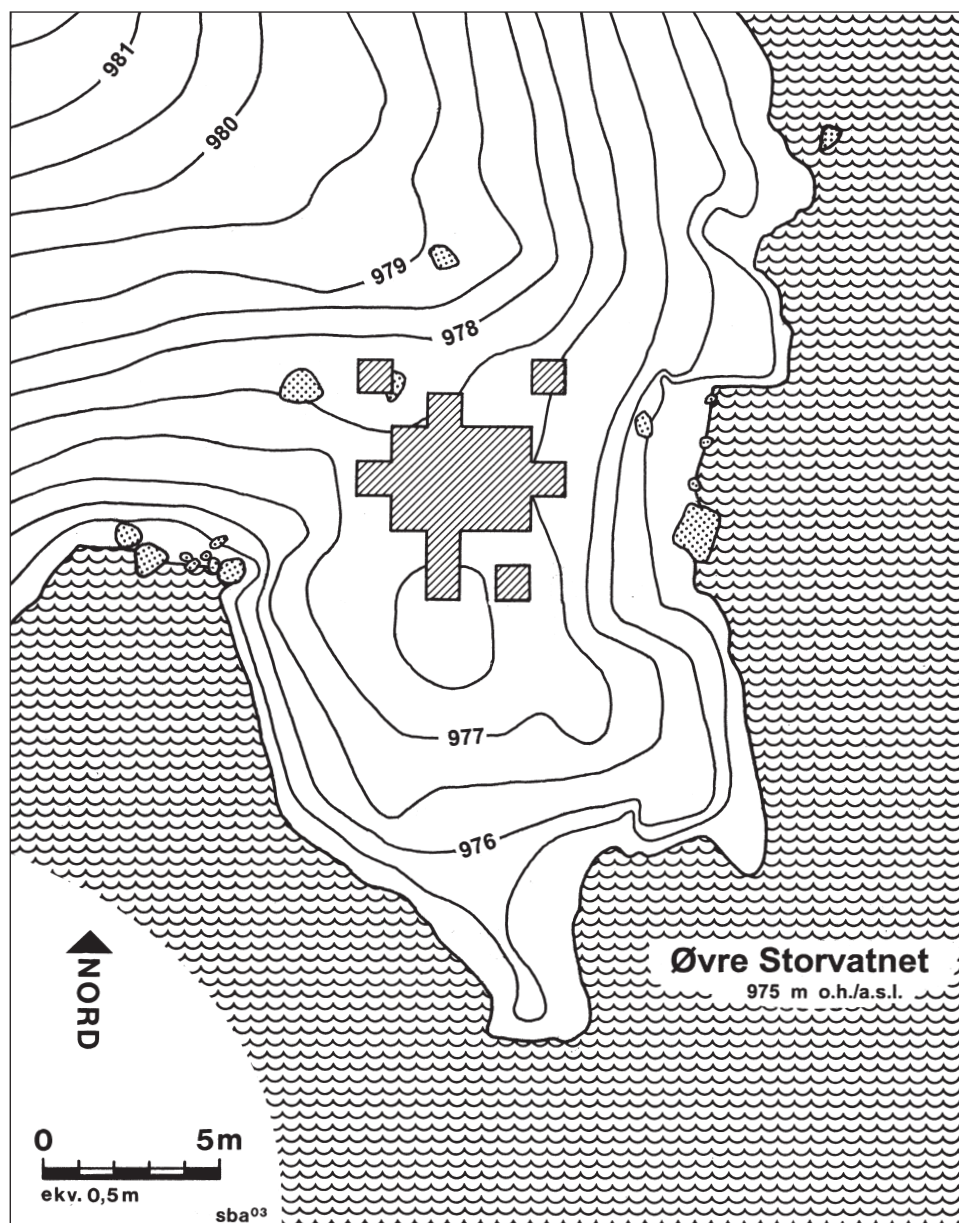 981
980
979
978
977
976
Øvre Storvatnet
975 m o.h./a.s.l.
NORD
0 5m
ekv. 0,5m
sba03